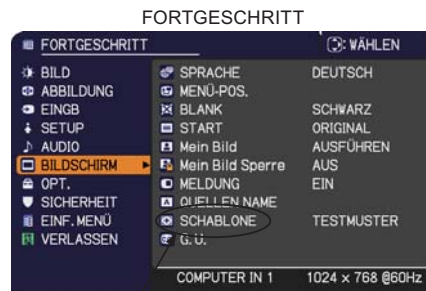 FORTGESCHRITT
FORTGESCHRITT : WÄHLEN
BILD SPRACHE DEUTSCH
ABBILDUNG MENÜ-POS.
EINGB BLANK SCHWARZ
SETUP START ORIGINAL
AUDIO Mein Bild AUSFÜHREN
BILDSCHIRM Mein Bild Sperre AUS
OPT. MELDUNG EIN
SICHERHEIT QUELLEN NAME
EINF. MENÜ SCHABLONE TESTMUSTER
VERLASSEN G.U.
COMPUTER IN 1 1024 x 768 @60Hz